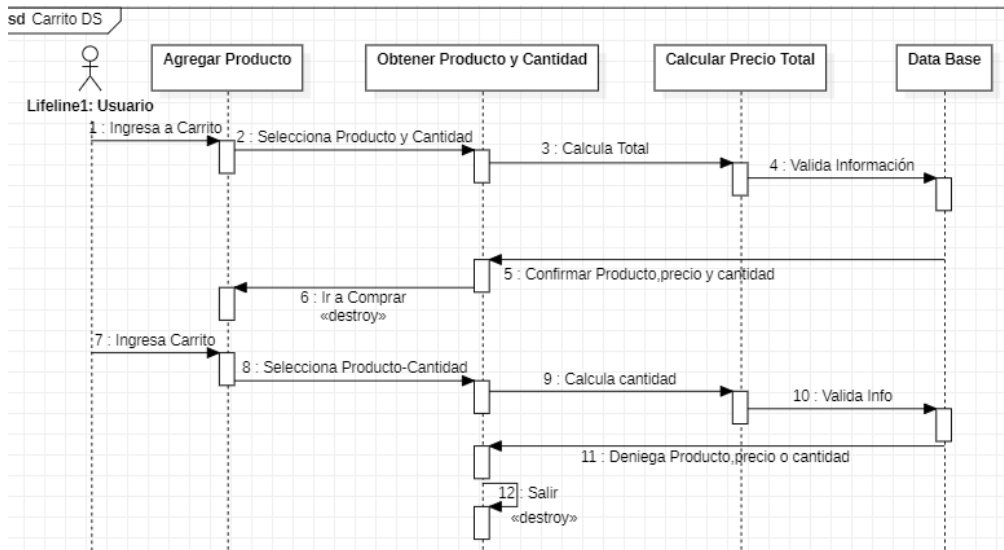 sd Carrito DS
Agregar Producto
Obtener Producto y Cantidad
Calcular Precio Total
Data Base
Lifeline1: Usuario
1 : Ingresa a Carrito
2 : Selecciona Producto y Cantidad
3 : Calcula Total
4 : Valida Información
5 : Confirmar Producto,precio y cantidad
6 : Ir a Comprar
«destroy»
7 : Ingresa Carrito
8 : Selecciona Producto-Cantidad
9 : Calcula cantidad
10 : Valida Info
11 : Deniega Producto,precio o cantidad
12 : Salir
«destroy»